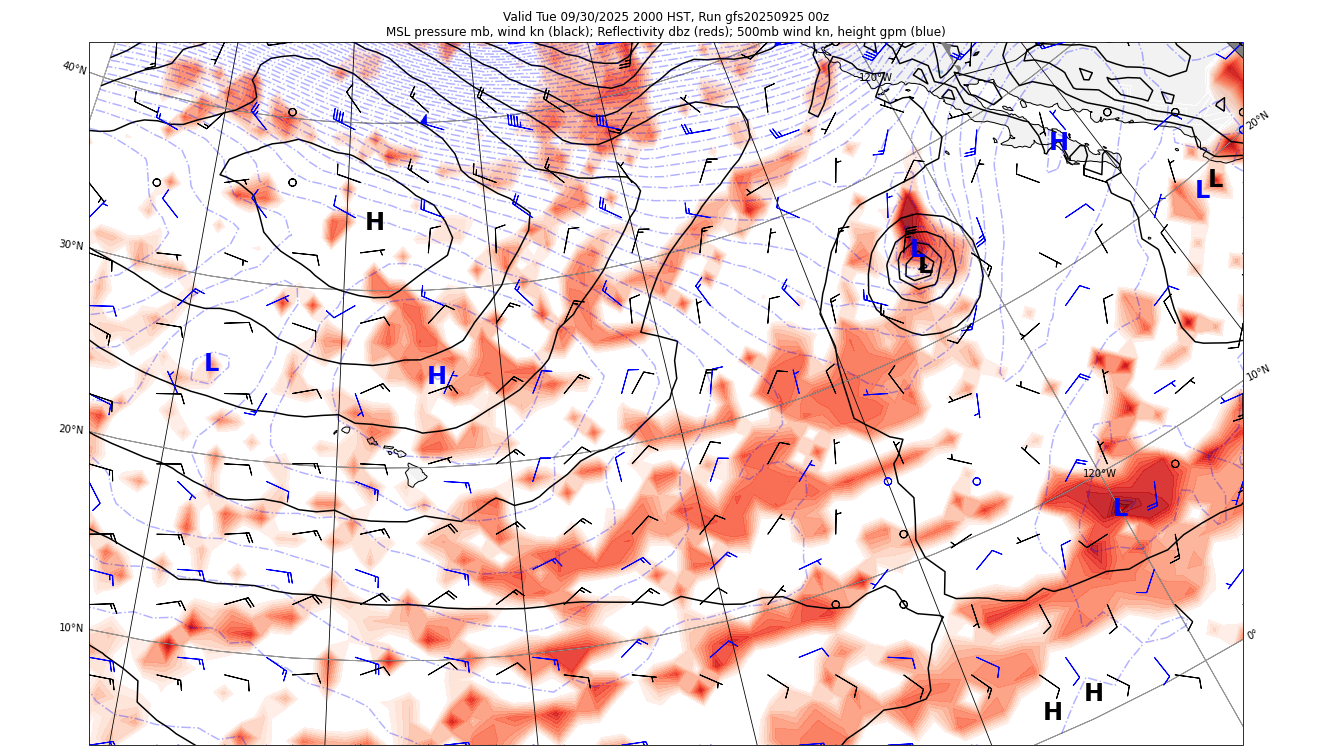 Valid Tue 09/30/2025 2000 HST, Run gfs20250925 00z
MSL pressure mb, wind kn (black); Reflectivity dbz (reds); 500mb wind kn, height gpm (blue)
40°N
120°W
20°N
H
L
L
H
30°N
L
L
L
H
10°N
20°N
120°W
L
10°N
0°
H
H